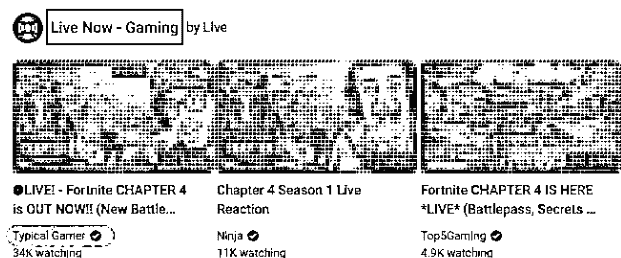 Live Now - Gaming by Live
LIVE! - Fortnite CHAPTER 4
is OUT NOW!! (New Battle...
Typical Gamer
34K watching
Chapter 4 Season 1 Live
Reaction
Ninja
11K watching
Fortnite CHAPTER 4 IS HERE
*LIVE* (Battlepass, Secrets ...
Top5Gaming
4.9K watching